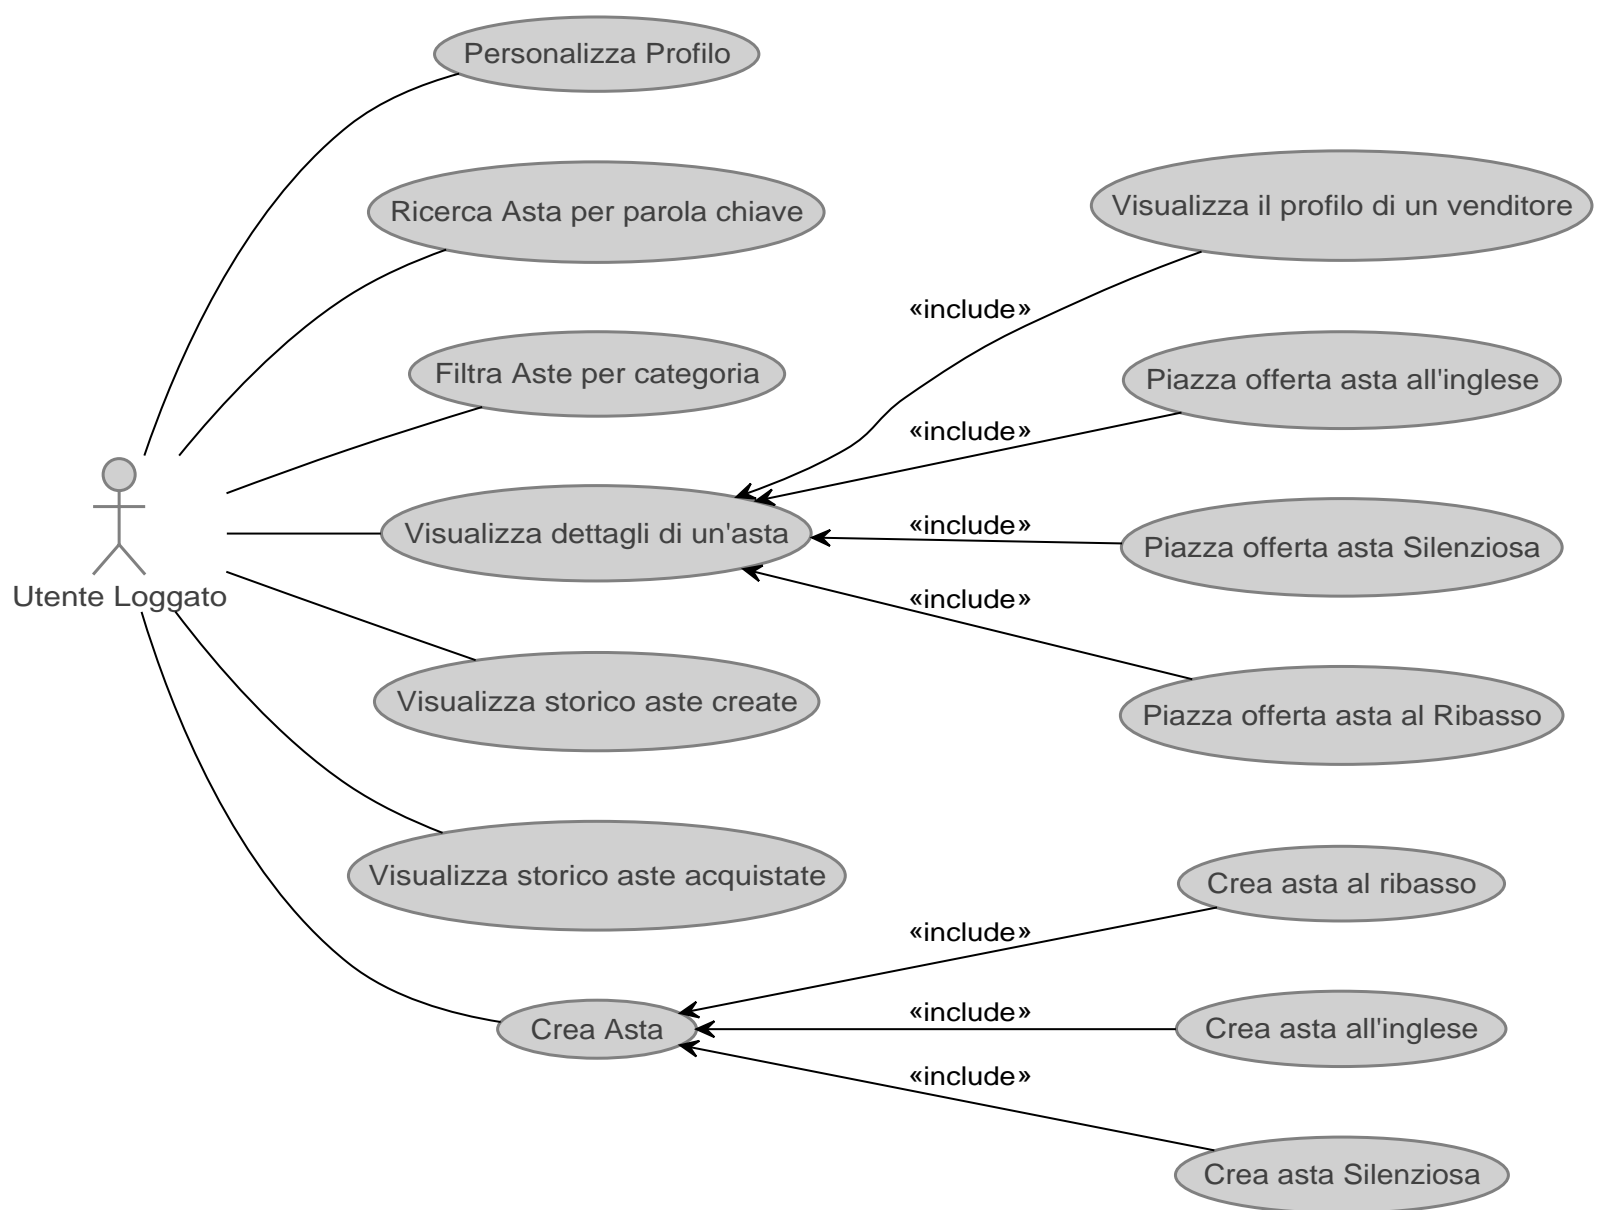 Personalizza Profilo
Ricerca Asta per parola chiave
Visualizza il profilo di un venditore
«include»
Filtra Aste per categoria
Piazza offerta asta all'inglese
«include»
Visualizza dettagli di un'asta
«include»
Piazza offerta asta Silenziosa
Utente Loggato
«include»
Visualizza storico aste create
Piazza offerta asta al Ribasso
Visualizza storico aste acquistate
Crea asta al ribasso
«include»
Crea Asta
«include»
Crea asta all'inglese
«include»
Crea asta Silenziosa